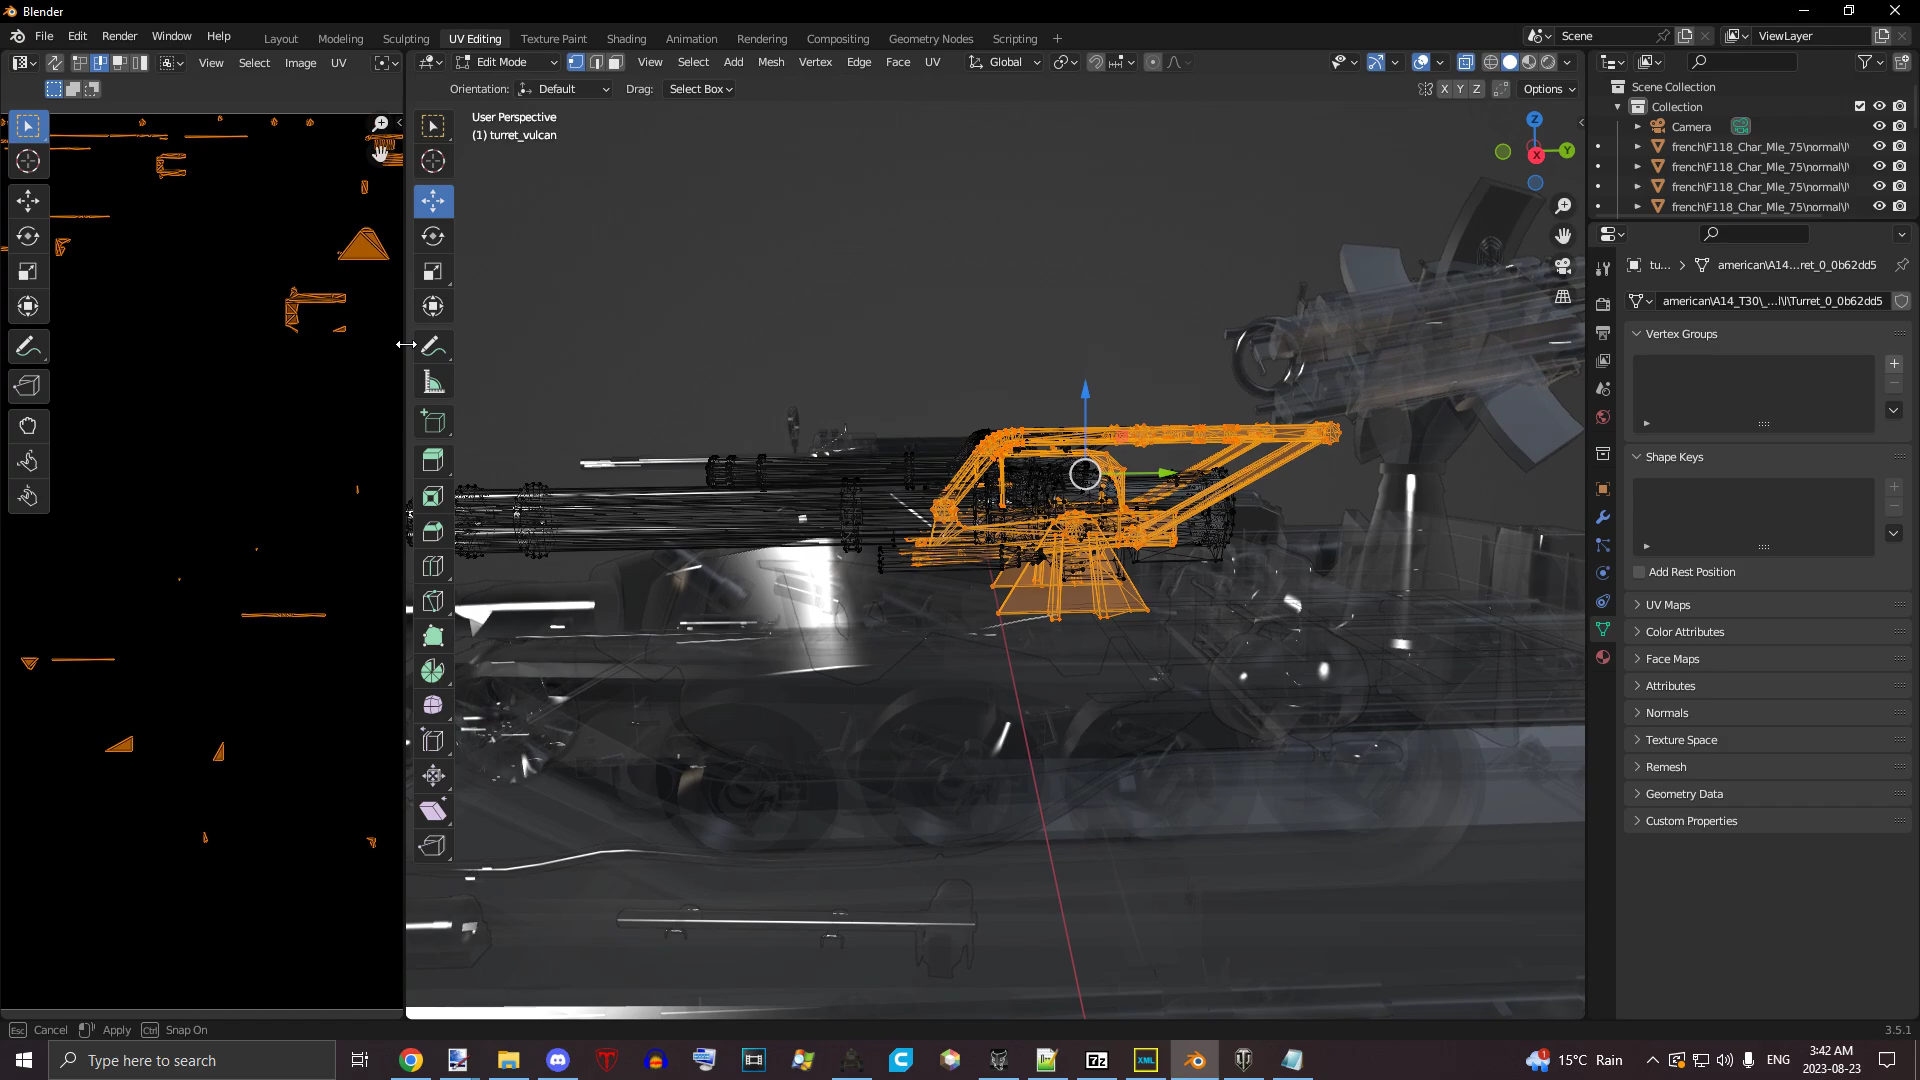 Blender
File Edit Render Window Help
Layout Modeling Sculpting UV Editing Texture Paint Shading Animation Rendering Compositing Geometry Nodes Scripting +
Scene
ViewLayer
View Select Image UV
Edit Mode View Select Add Mesh Vertex Edge Face UV Global
Orientation: Default Drag: Select Box
X Y Z Options
User Perspective
(1) turret_vulcan
Z
Y
X
Scene Collection
Collection
Camera
french\F118_Char_Mle_75\normal\l\
french\F118_Char_Mle_75\normal\l\
french\F118_Char_Mle_75\normal\l\
french\F118_Char_Mle_75\normal\l\
tu... > american\A14...ret_0_0b62dd5
american\A14_T30\_...l\l\Turret_0_0b62dd5
Vertex Groups
Shape Keys
Add Rest Position
UV Maps
Color Attributes
Face Maps
Attributes
Normals
Texture Space
Remesh
Geometry Data
Custom Properties
Esc Cancel Apply Ctrl Snap On
3.5.1
Type here to search
7z
XML
1
15°C Rain
ENG
3:42 AM
2023-08-23